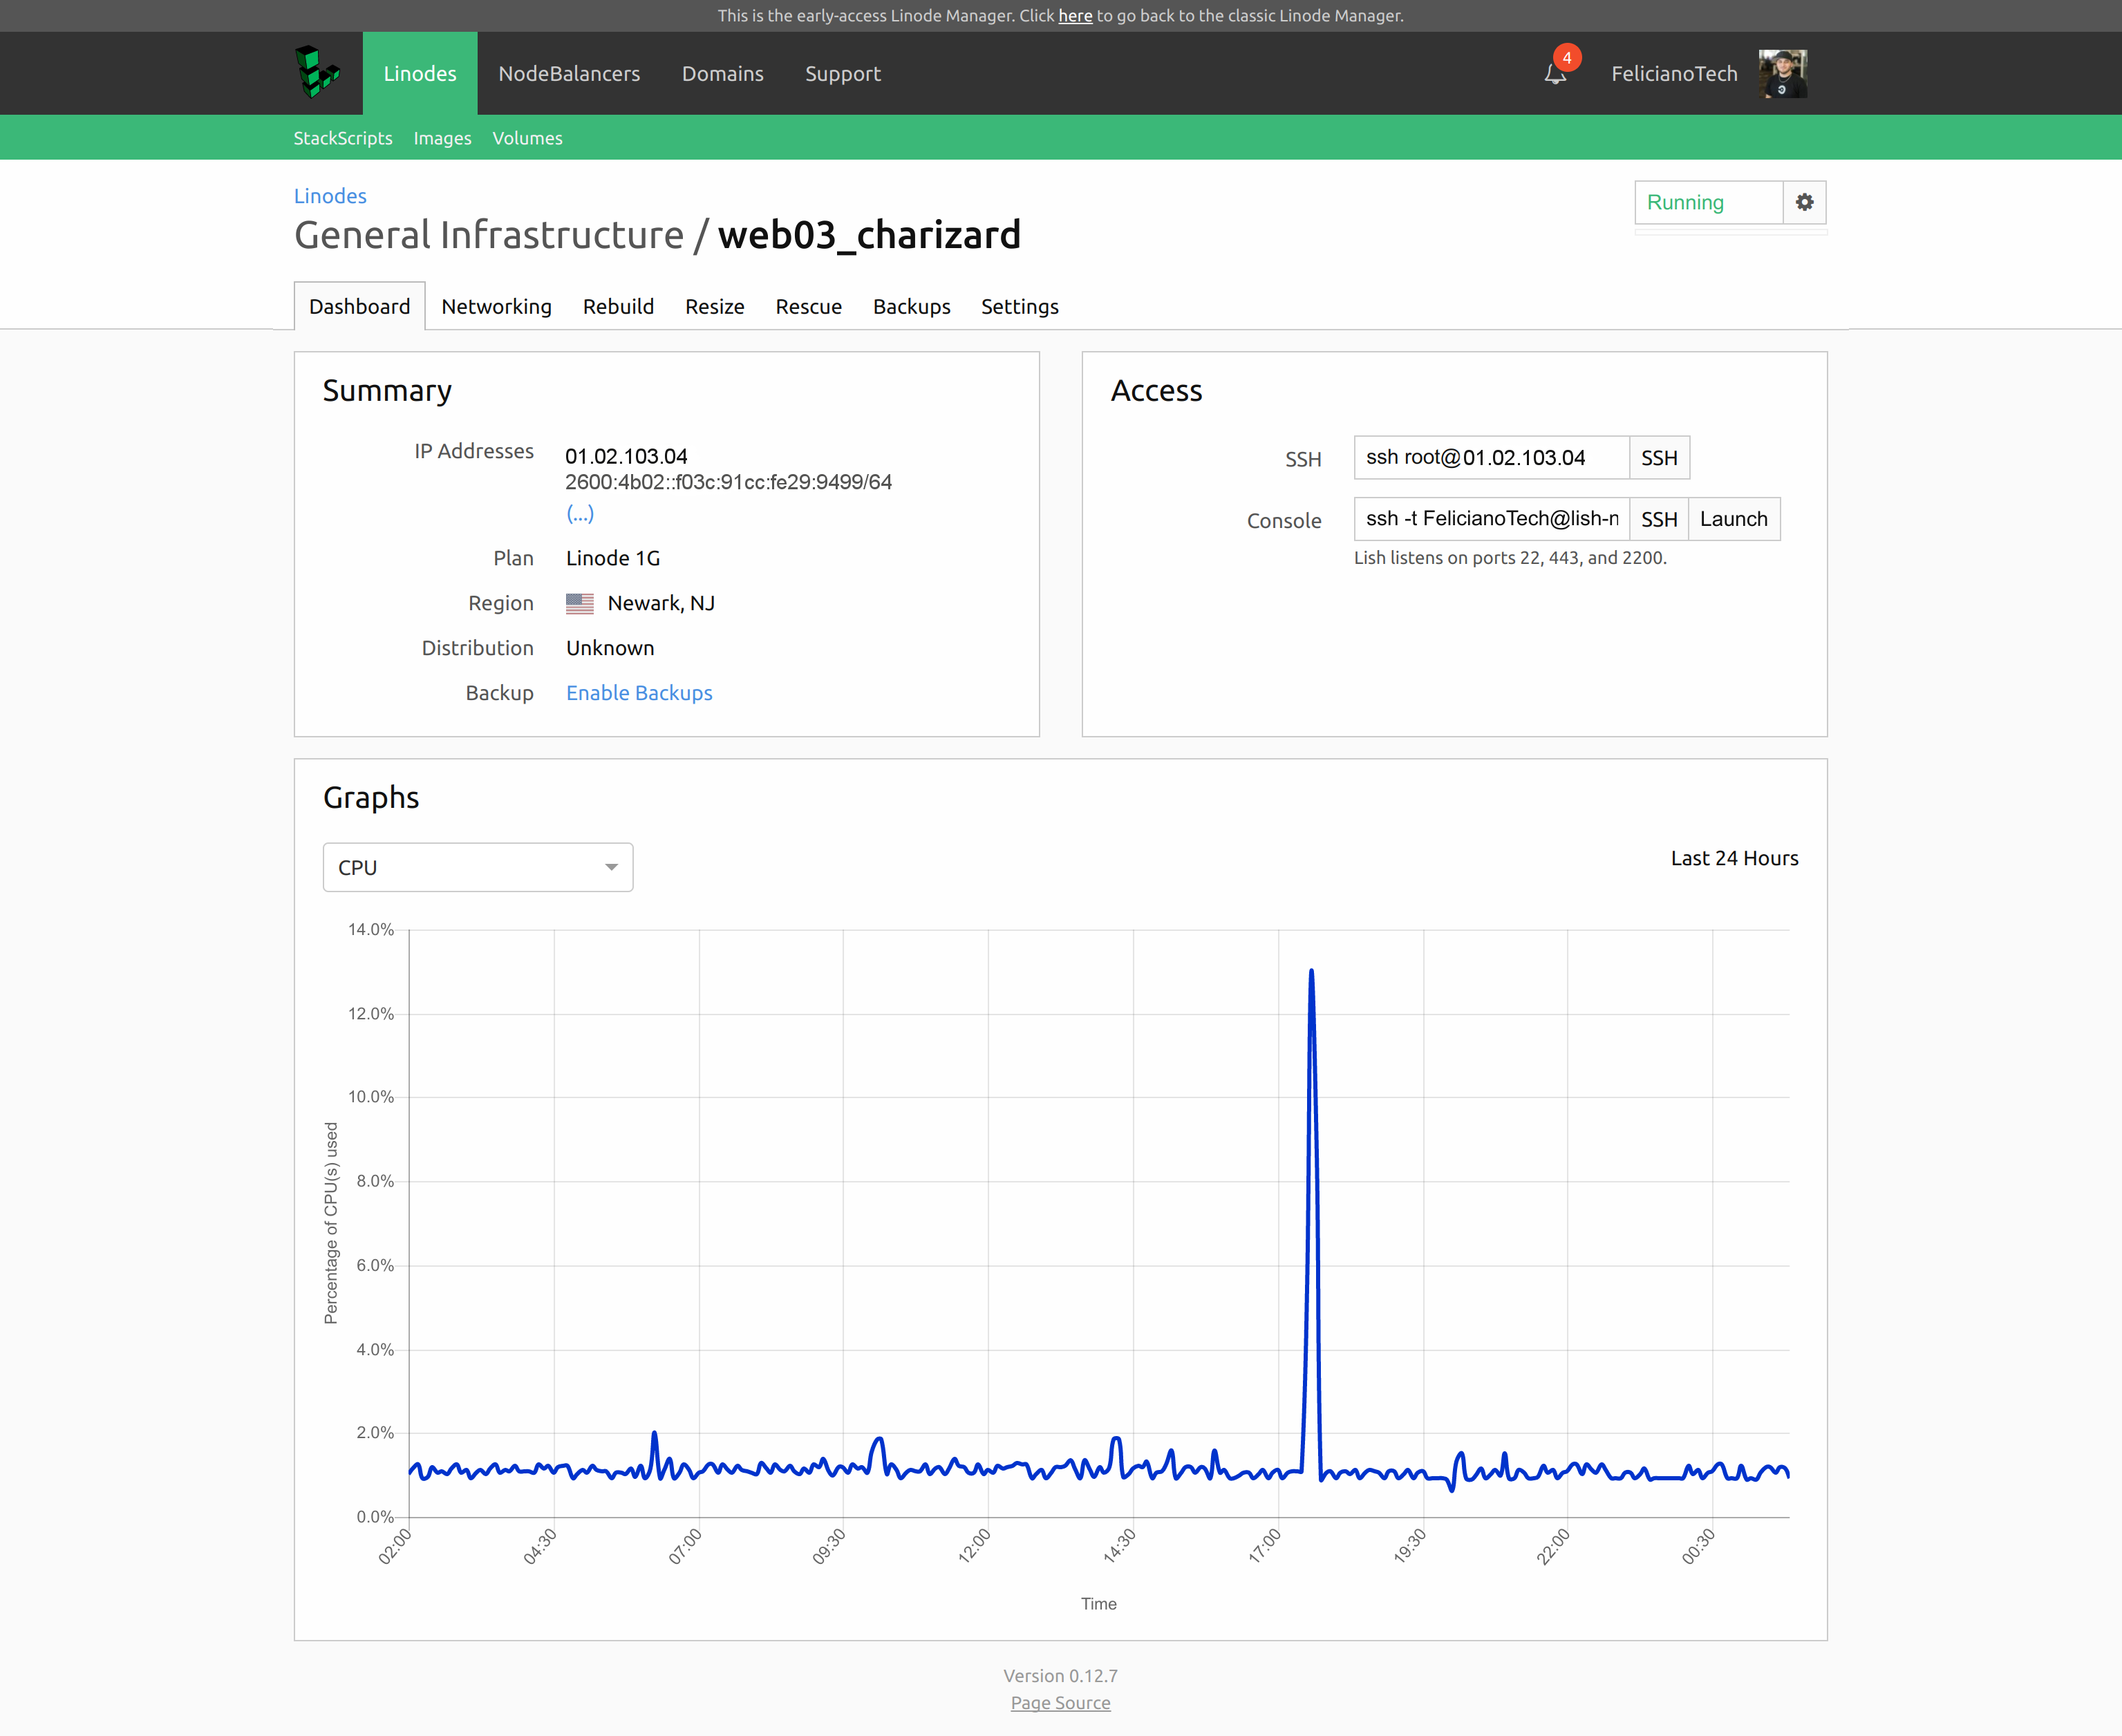 This is the early-access Linode Manager. Click here to go back to the classic Linode Manager.
Linodes NodeBalancers Domains Support 4 FelicianoTech
StackScripts Images Volumes
Linodes
General Infrastructure / web03_charizard
Running
Dashboard Networking Rebuild Resize Rescue Backups Settings
Summary
IP Addresses 01.02.103.04
2600:4b02::f03c:91cc:fe29:9499/64
(...)
Plan Linode 1G
Region Newark, NJ
Distribution Unknown
Backup Enable Backups
Access
SSH ssh root@01.02.103.04 SSH
Console ssh -t FelicianoTech@lish-n SSH Launch
Lish listens on ports 22, 443, and 2200.
Graphs
CPU
Last 24 Hours
Percentage of CPU(s) used
14.0%
12.0%
10.0%
8.0%
6.0%
4.0%
2.0%
0.0%
02:00 04:30 07:00 09:30 12:00 14:30 17:00 19:30 22:00 00:30
Time
Version 0.12.7
Page Source